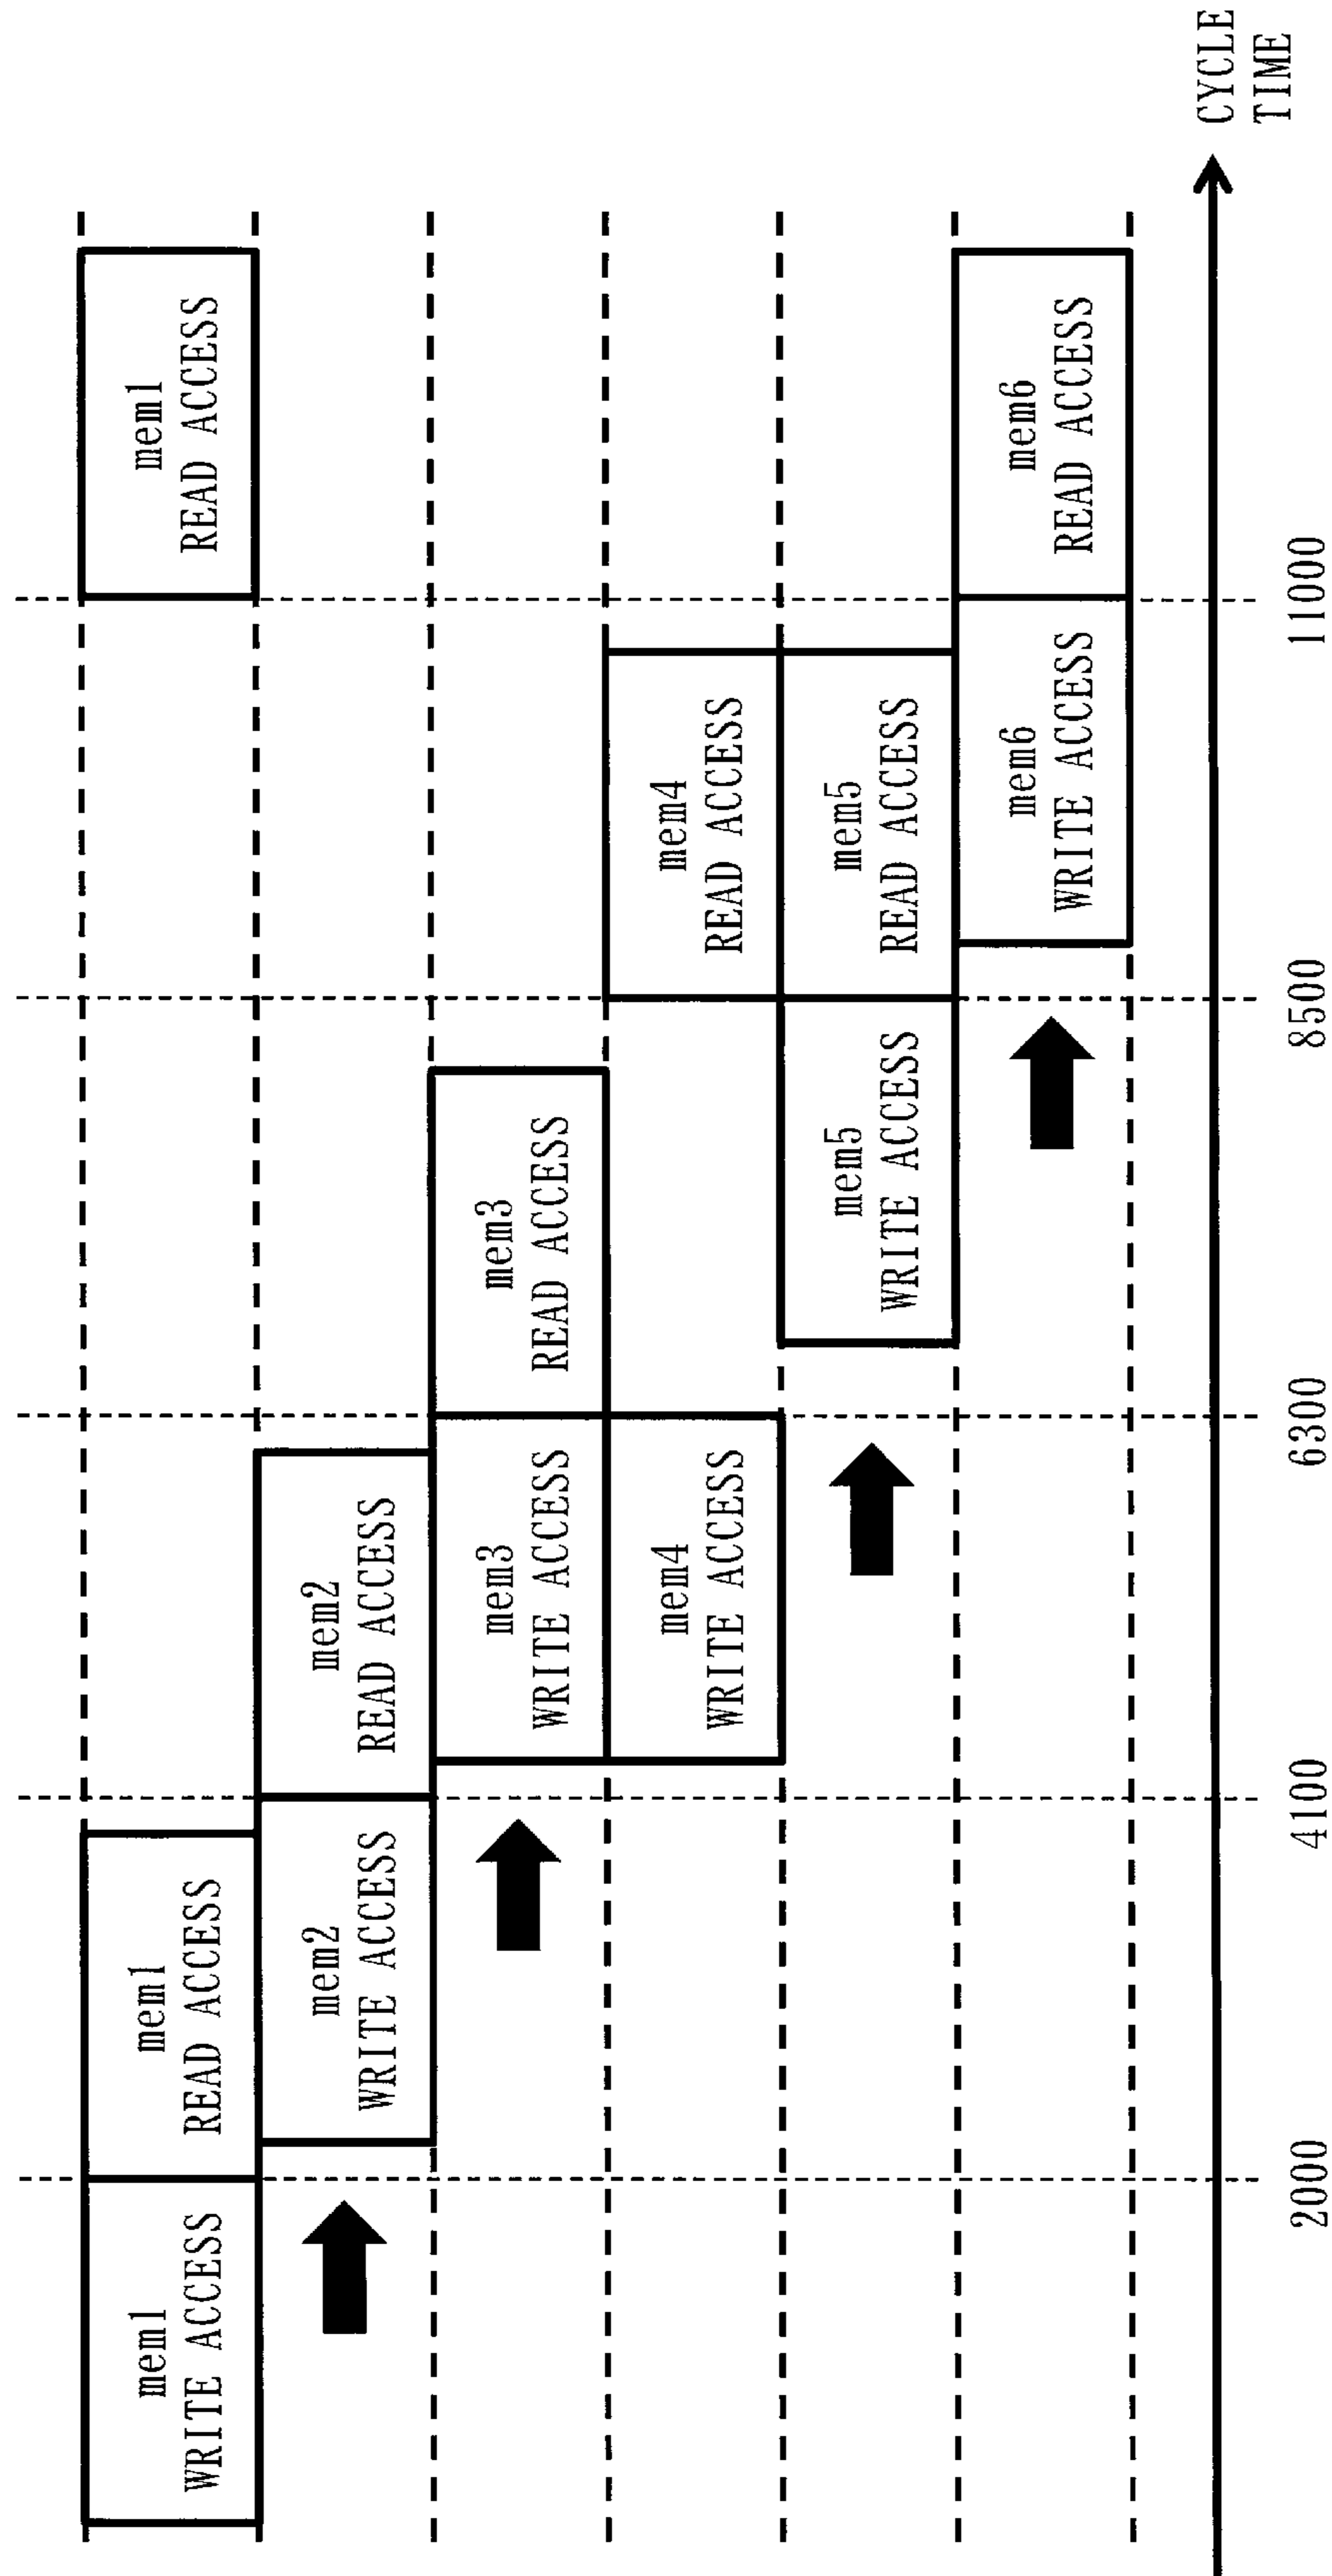 mem1
WRITE ACCESS
mem1
READ ACCESS
mem1
READ ACCESS
mem2
WRITE ACCESS
mem2
READ ACCESS
mem3
WRITE ACCESS
mem3
READ ACCESS
mem4
WRITE ACCESS
mem4
READ ACCESS
mem5
WRITE ACCESS
mem5
READ ACCESS
mem6
WRITE ACCESS
mem6
READ ACCESS
CYCLE
TIME
2000
4100
6300
8500
11000